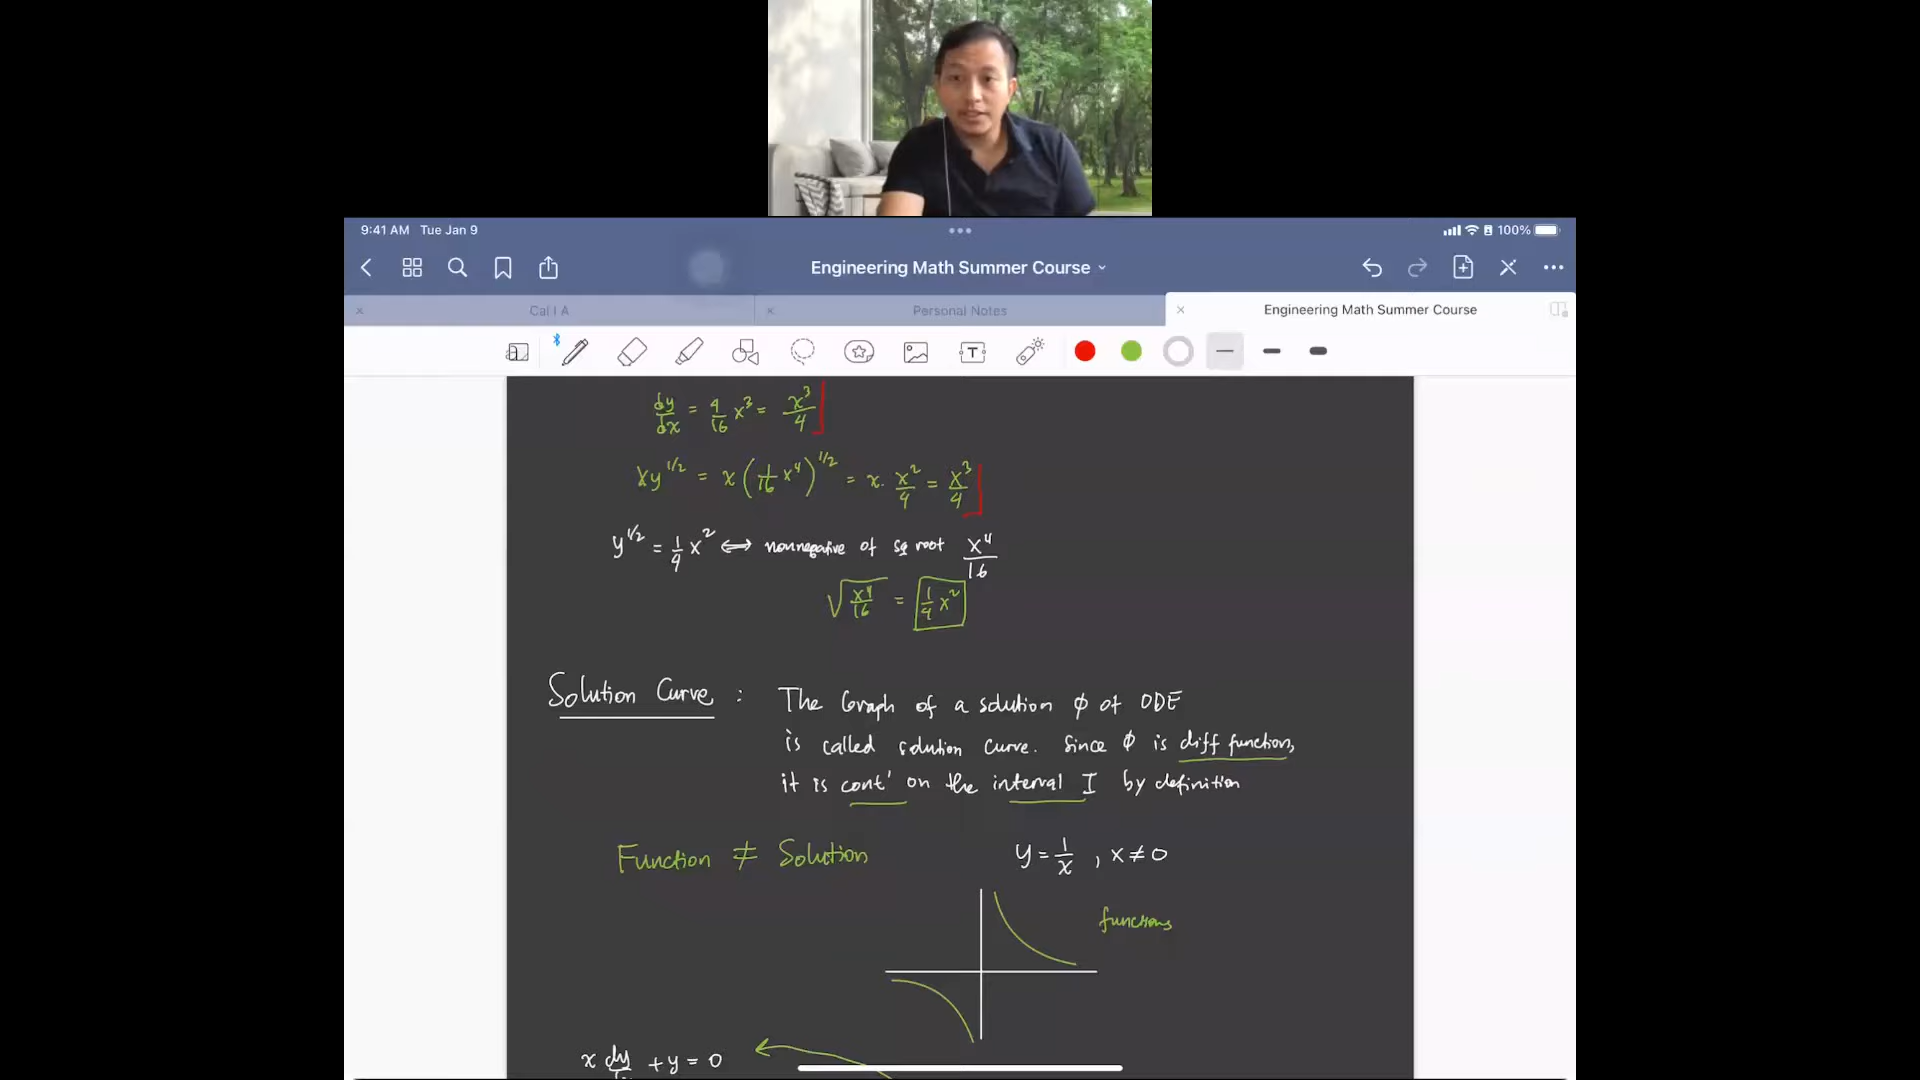 9:41 AM Tue Jan 9
100%
Engineering Math Summer Course
Cal I A
Personal Notes
Engineering Math Summer Course
T
dy/dx = 4/16 x³ = x³/4
xy^1/2 = x(1/16 x⁴)^1/2 = x · x²/4 = x³/4
y^1/2 = 1/4 x² ⟺ nonnegative of sq root x⁴/16
√(x⁴/16) = 1/4 x²
Solution Curve : The Graph of a solution ϕ of ODE
is called solution curve. Since ϕ is diff function,
it is cont' on the interval I by definition
Function ≠ Solution
y = 1/x , x ≠ 0
functions
x dy/dx + y = 0